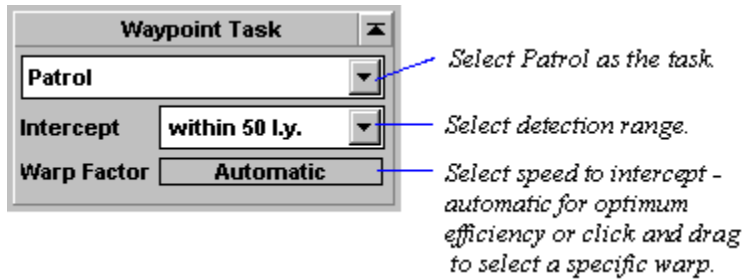 Waypoint Task
Patrol
Select Patrol as the task.
Intercept within 50 l.y.
Select detection range.
Warp Factor Automatic
Select speed to intercept -
automatic for optimum
efficiency or click and drag
to select a specific warp.